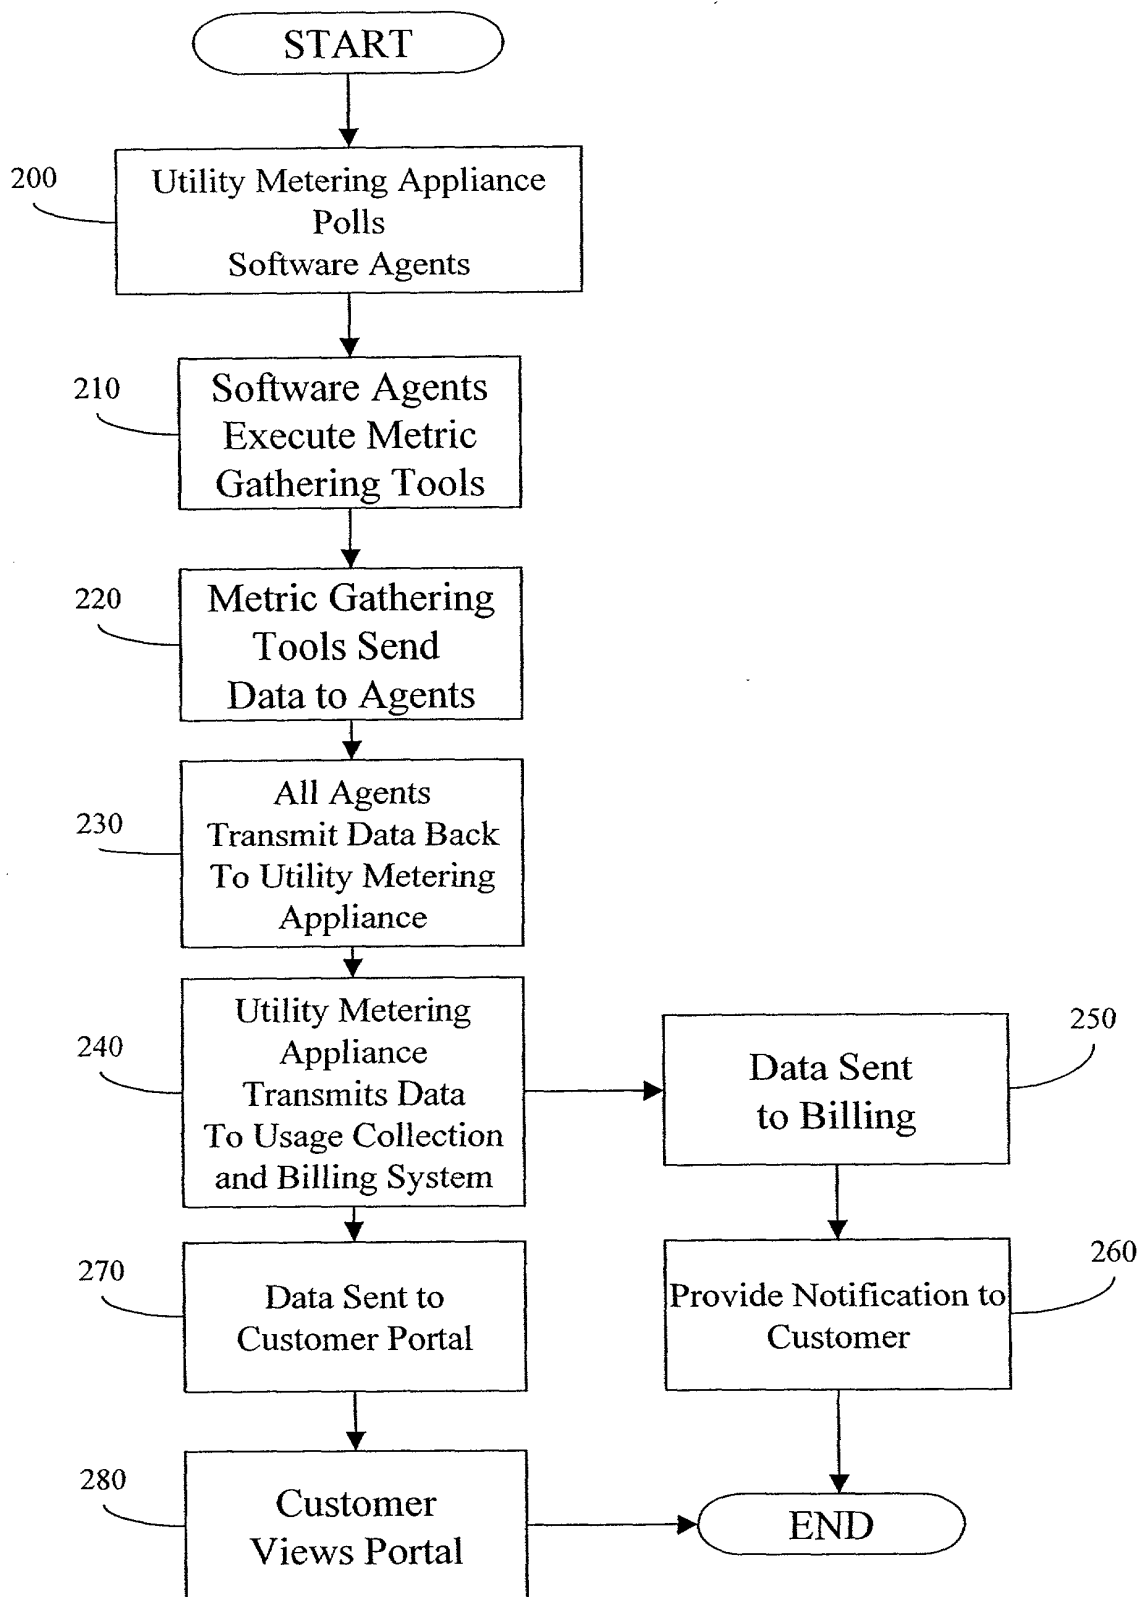 START
200
Utility Metering Appliance
Polls
Software Agents
210
Software Agents
Execute Metric
Gathering Tools
220
Metric Gathering
Tools Send
Data to Agents
230
All Agents
Transmit Data Back
To Utility Metering
Appliance
240
Utility Metering
Appliance
Transmits Data
To Usage Collection
and Billing System
250
Data Sent
to Billing
260
Provide Notification to
Customer
270
Data Sent to
Customer Portal
280
Customer
Views Portal
END